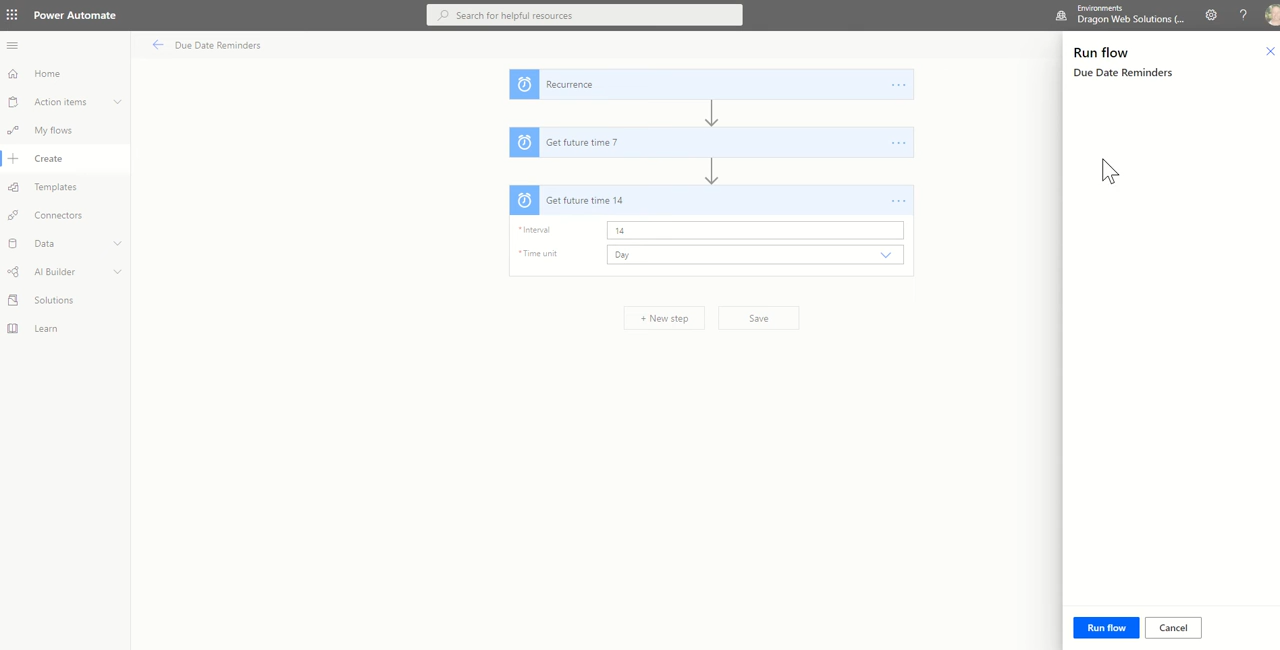 Power Automate
Search for helpful resources
Environments
Dragon Web Solutions (...
?
Due Date Reminders
Home
Action items
My flows
Create
Templates
Connectors
Data
AI Builder
Solutions
Learn
Recurrence
...
Get future time 7
...
Get future time 14
...
* Interval
14
* Time unit
Day
+ New step
Save
Run flow
Due Date Reminders
Run flow
Cancel